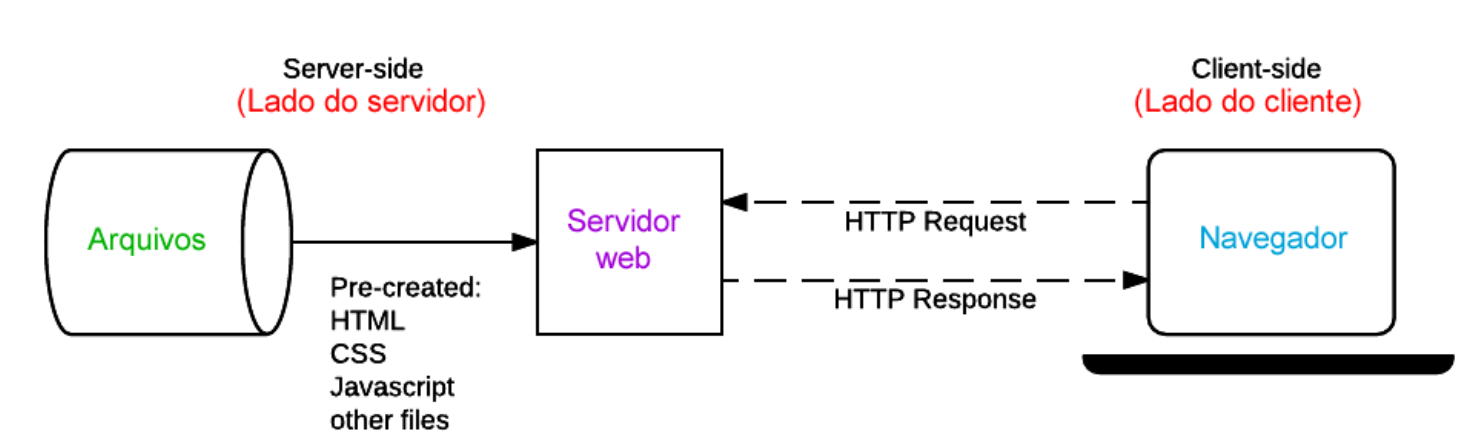 Server-side
(Lado do servidor)
Client-side
(Lado do cliente)
Arquivos
Pre-created:
HTML
CSS
Javascript
other files
Servidor
web
HTTP Request
HTTP Response
Navegador